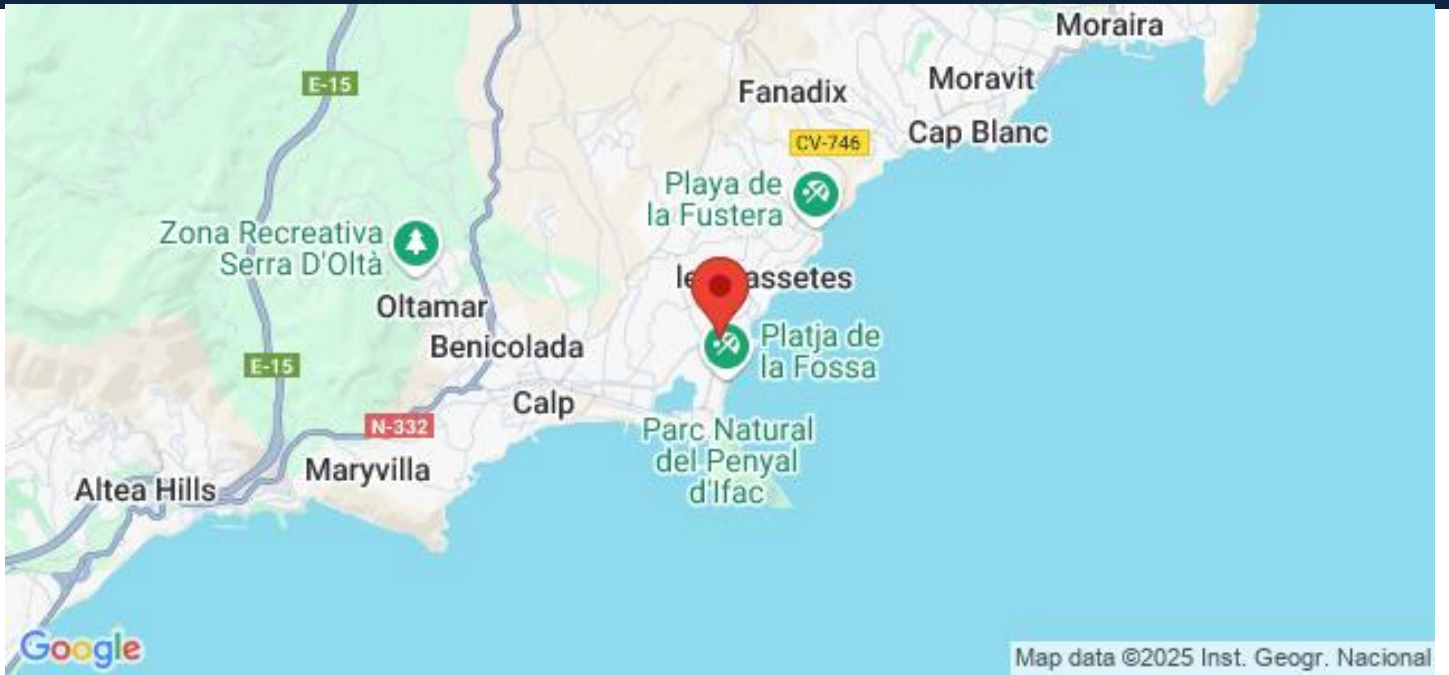 Moraira
E-15
Fanadix
Moravit
CV-746
Cap Blanc
Playa de
la Fustera
Zona Recreativa
Serra D'Oltà
Oltamar
Benicolada
Platja de
la Fossa
E-15
Calp
N-332
Parc Natural
del Penyal
d'Ifac
Maryvilla
Altea Hills
Google
Map data ©2025 Inst. Geogr. Nacional